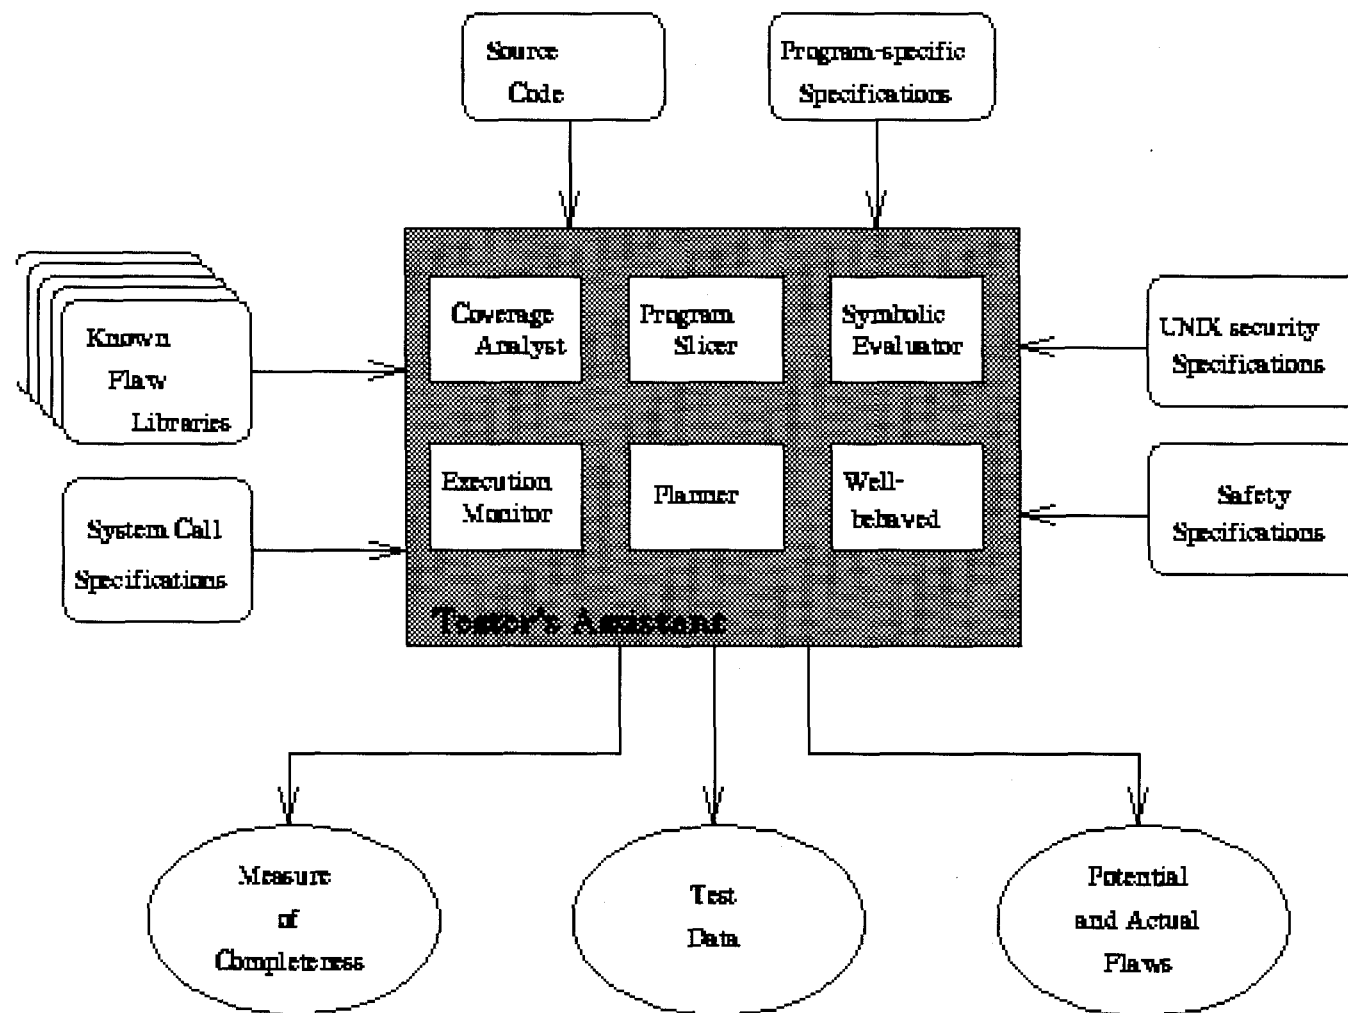 Source
Code
Program-specific
Specifications
Known
Flaw
Libraries
Coverage
Analyst
Program
Slicer
Symbolic
Evaluator
UNIX security
Specifications
System Call
Specifications
Execution
Monitor
Planner
Well-
behaved
Safety
Specifications
Tester's Assistant
Measure
of
Completeness
Test
Data
Potential
and Actual
Flaws